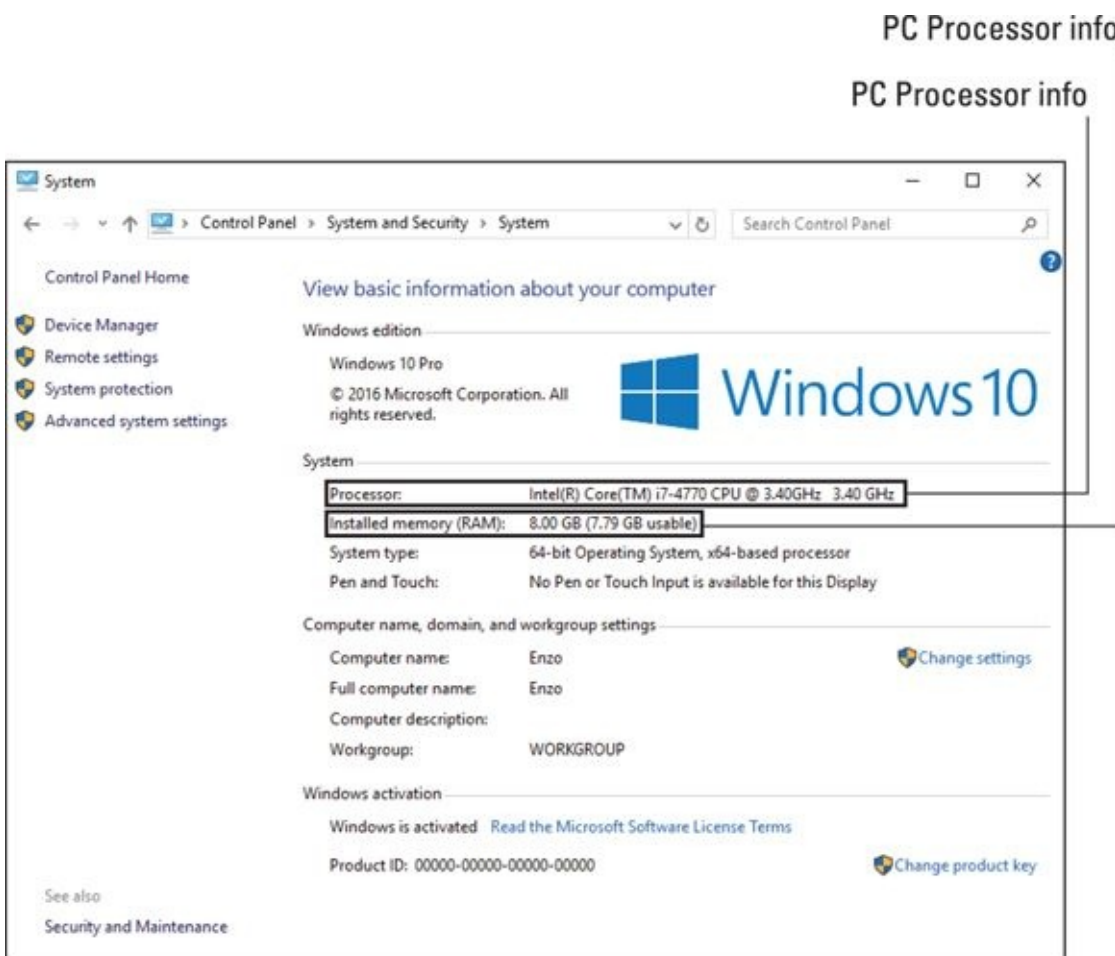 PC Processor info
PC Processor info
System
Control Panel > System and Security > System
Search Control Panel
Control Panel Home
Device Manager
Remote settings
System protection
Advanced system settings
View basic information about your computer
Windows edition
Windows 10 Pro
© 2016 Microsoft Corporation. All
rights reserved.
Windows 10
System
Processor: Intel(R) Core(TM) i7-4770 CPU @ 3.40GHz 3.40 GHz
Installed memory (RAM): 8.00 GB (7.79 GB usable)
System type: 64-bit Operating System, x64-based processor
Pen and Touch: No Pen or Touch Input is available for this Display
Computer name, domain, and workgroup settings
Computer name: Enzo
Change settings
Full computer name: Enzo
Computer description:
Workgroup: WORKGROUP
Windows activation
Windows is activated Read the Microsoft Software License Terms
Product ID: 00000-00000-00000-00000
Change product key
See also
Security and Maintenance